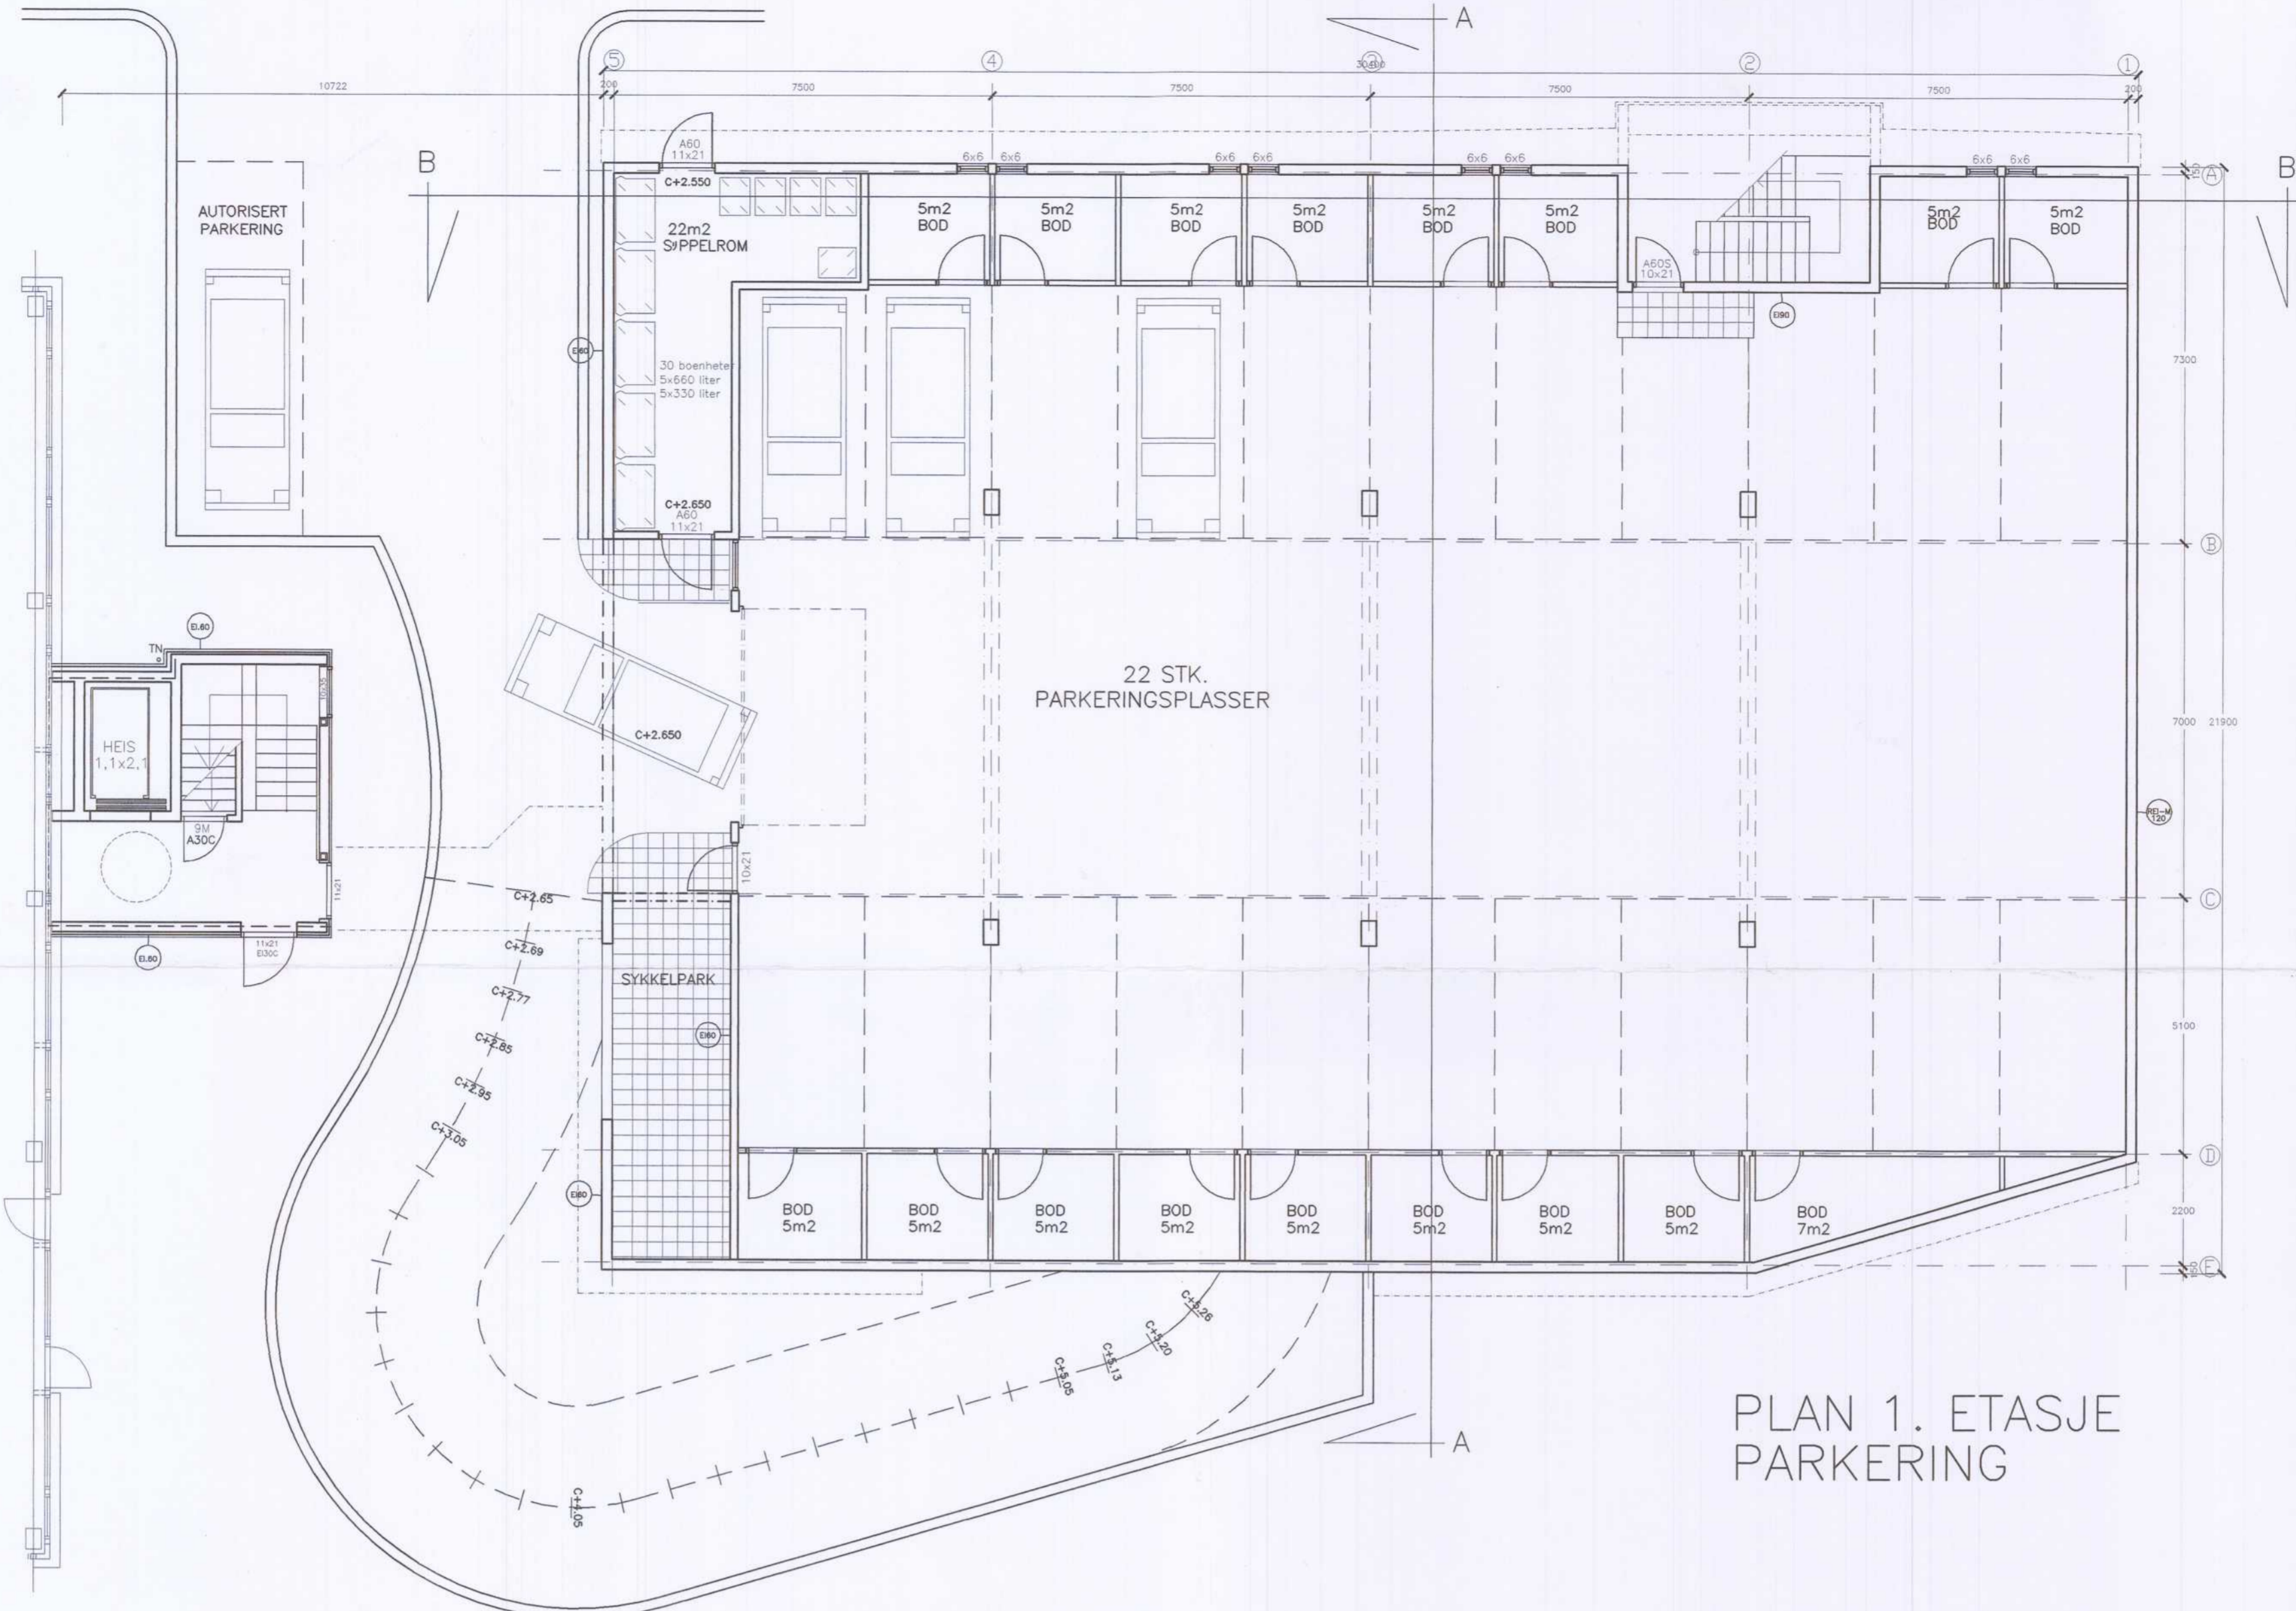 A
5
4
3
2
1
30400
10722
200
7500
7500
7500
7500
200
B
B
A60
11x21
6x6 6x6
6x6 6x6
6x6 6x6
6x6 6x6
150
A
C+2.550
AUTORISERT
PARKERING
22m2
SØPPELROM
5m2
BOD
5m2
BOD
5m2
BOD
5m2
BOD
5m2
BOD
5m2
BOD
A60S
10x21
5m2
BOD
5m2
BOD
EI90
EI60
30 boenheter
5x660 liter
5x330 liter
7300
C+2.650
A60
11x21
B
EI.60
TN
10x35
22 STK.
PARKERINGSPLASSER
7000
21900
C+2.650
HEIS
1,1x2,1
REI-M
120
9M
A30C
10x21
11x21
C+2.65
C
11x21
EI30C
EI.60
C+2.69
C+2.77
SYKKELPARK
EI60
C+2.85
5100
C+2.95
C+3.05
D
EI60
BOD
5m2
BOD
5m2
BOD
5m2
BOD
5m2
BOD
5m2
BOD
5m2
BOD
5m2
BOD
5m2
BOD
7m2
2200
150
E
C+5.26
C+5.20
C+5.13
C+5.05
C+4.05
A
PLAN 1. ETASJE
PARKERING